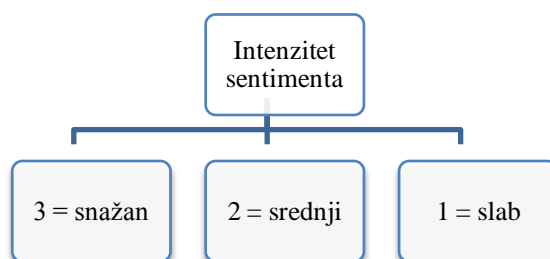 Intenzitet
sentimenta
3 = snažan
2 = srednji
1 = slab